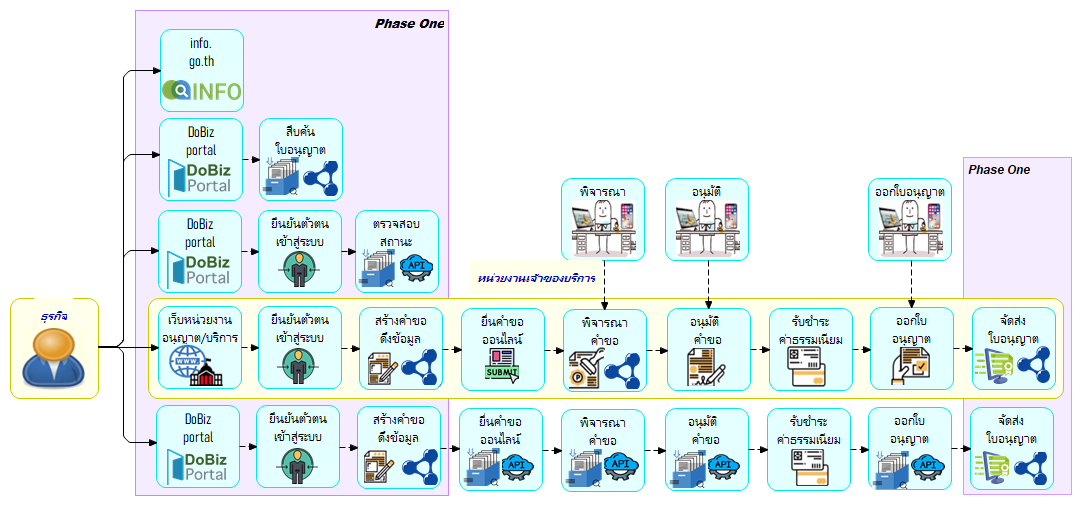 Phase One
info.
go.th
INFO
DoBiz
portal
DoBiz
Portal
สืบค้น
ใบอนุญาต
Phase One
DoBiz
portal
DoBiz
Portal
ยืนยันตัวตน
เข้าสู่ระบบ
ตรวจสอบ
สถานะ
API
พิจารณา
อนุมัติ
ออกใบอนุญาต
หน่วยงานเจ้าของบริการ
ธุรกิจ
เว็บหน่วยงาน
อนุญาต/บริการ
WWW
ยืนยันตัวตน
เข้าสู่ระบบ
สร้างคำขอ
ดึงข้อมูล
ยื่นคำขอ
ออนไลน์
SUBMIT
พิจารณา
คำขอ
อนุมัติ
คำขอ
รับชำระ
ค่าธรรมเนียม
ออกใบ
อนุญาต
จัดส่ง
ใบอนุญาต
DoBiz
portal
DoBiz
Portal
ยืนยันตัวตน
เข้าสู่ระบบ
สร้างคำขอ
ดึงข้อมูล
ยื่นคำขอ
ออนไลน์
API
พิจารณา
คำขอ
API
อนุมัติ
คำขอ
API
รับชำระ
ค่าธรรมเนียม
ออกใบ
อนุญาต
API
จัดส่ง
ใบอนุญาต